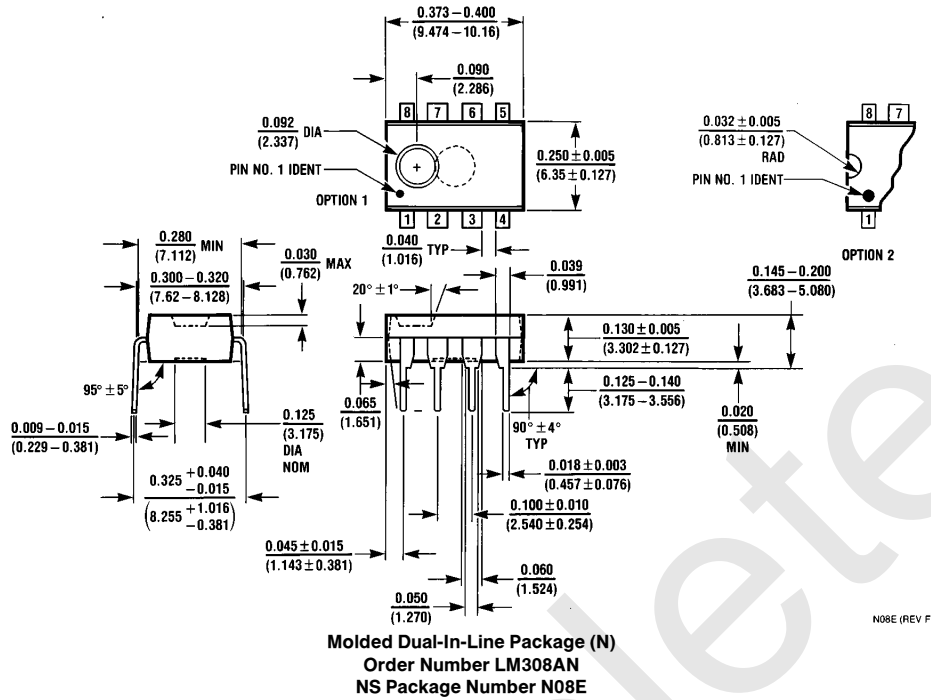 0.373 – 0.400
(9.474 – 10.16)
0.090
(2.286)
8 7 6 5
0.092 DIA
(2.337)
PIN NO. 1 IDENT
OPTION 1
+
1 2 3 4
0.250 ± 0.005
(6.35 ± 0.127)
0.032 ± 0.005
(0.813 ± 0.127)
RAD
PIN NO. 1 IDENT
8 7
1
OPTION 2
0.280 MIN
(7.112)
0.300 – 0.320
(7.62 – 8.128)
0.030 MAX
(0.762)
0.040 TYP
(1.016)
20° ± 1°
0.039
(0.991)
0.145 – 0.200
(3.683 – 5.080)
0.130 ± 0.005
(3.302 ± 0.127)
0.125 – 0.140
(3.175 – 3.556)
0.020
(0.508)
MIN
95° ± 5°
0.009 – 0.015
(0.229 – 0.381)
0.125
(3.175)
DIA
NOM
0.065
(1.651)
90° ± 4°
TYP
0.018 ± 0.003
(0.457 ± 0.076)
0.325 +0.040 -0.015
(8.255 +1.016 -0.381)
0.100 ± 0.010
(2.540 ± 0.254)
0.045 ± 0.015
(1.143 ± 0.381)
0.060
(1.524)
0.050
(1.270)
N08E (REV F
Molded Dual-In-Line Package (N)
Order Number LM308AN
NS Package Number N08E
lete